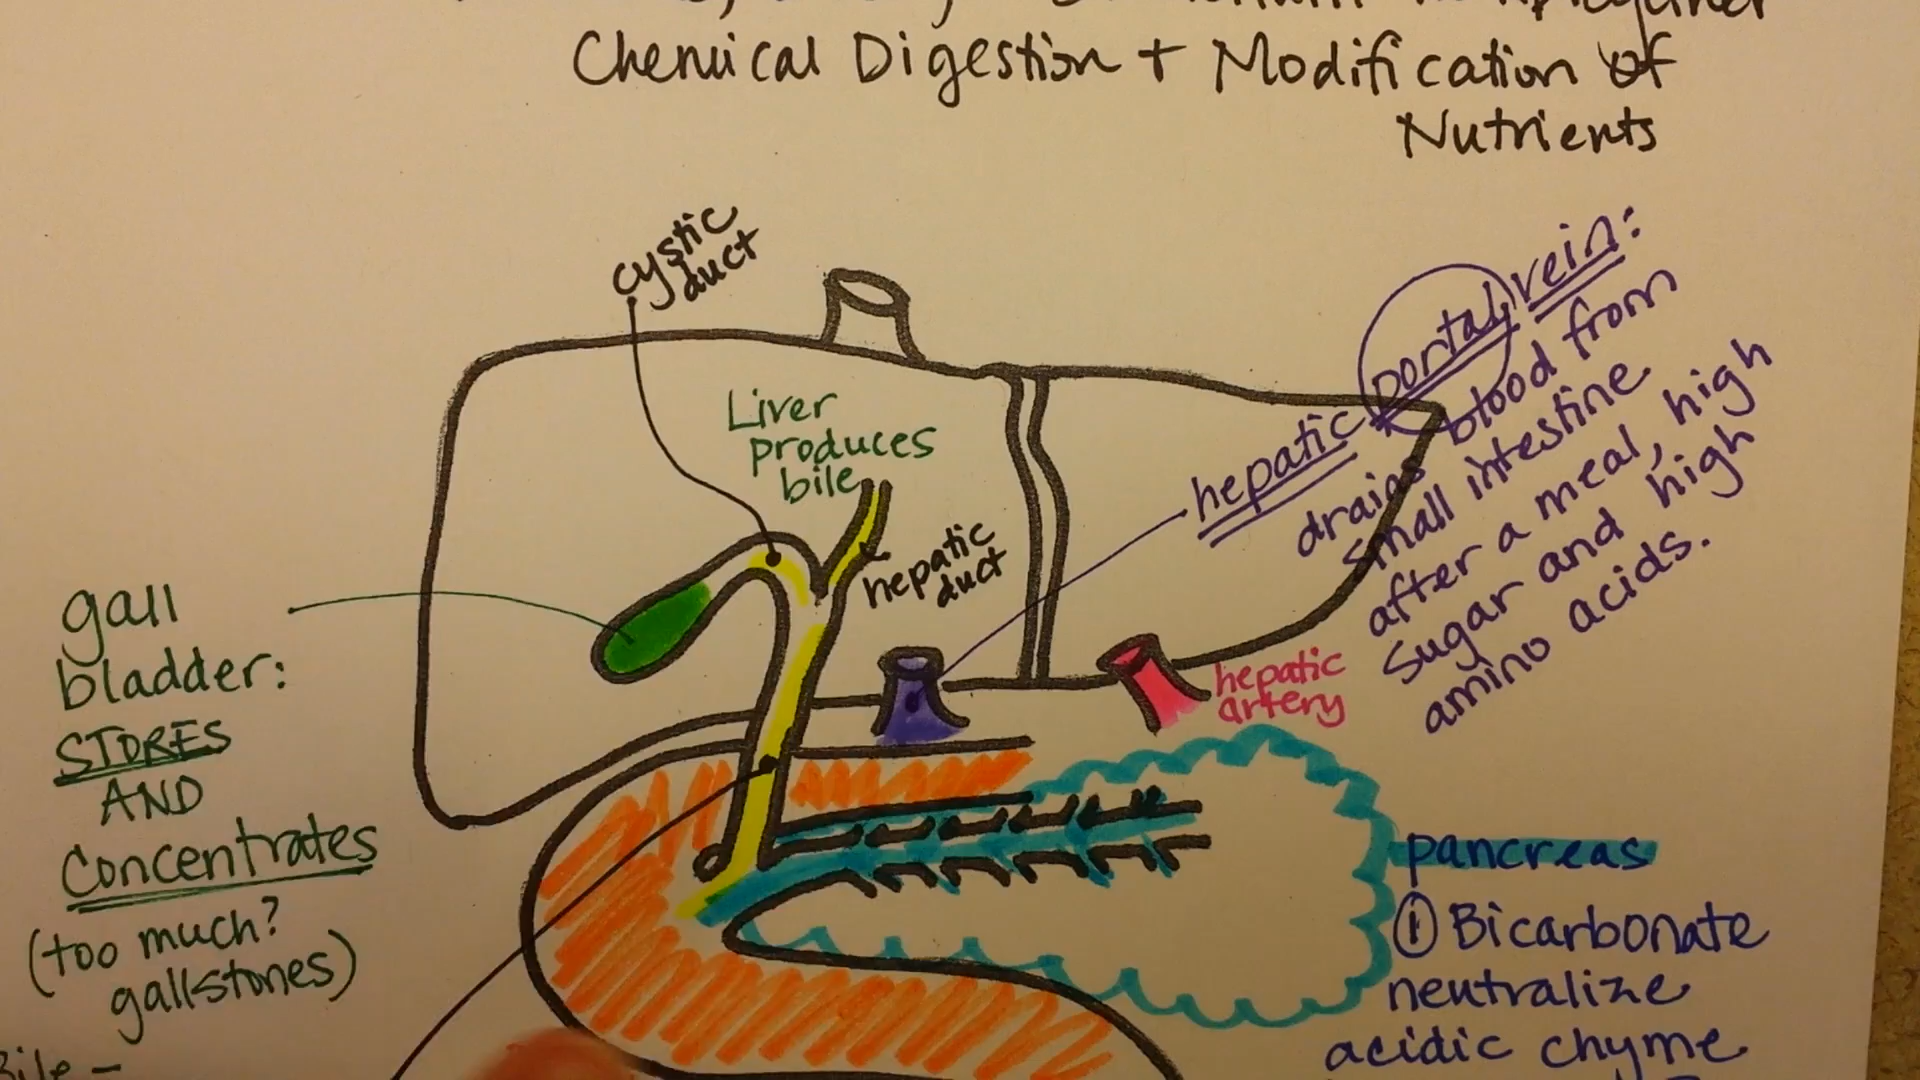 Chemical Digestion + Modification of
Nutrients
cystic
duct
hepatic portal vein:
drains blood from
small intestine
after a meal, high
sugar and high
amino acids.
Liver
produces
bile
hepatic
duct
gall
bladder:
STORES
AND
Concentrates
(too much?
gallstones)
Bile -
hepatic
artery
pancreas
① Bicarbonate
neutralize
acidic chyme